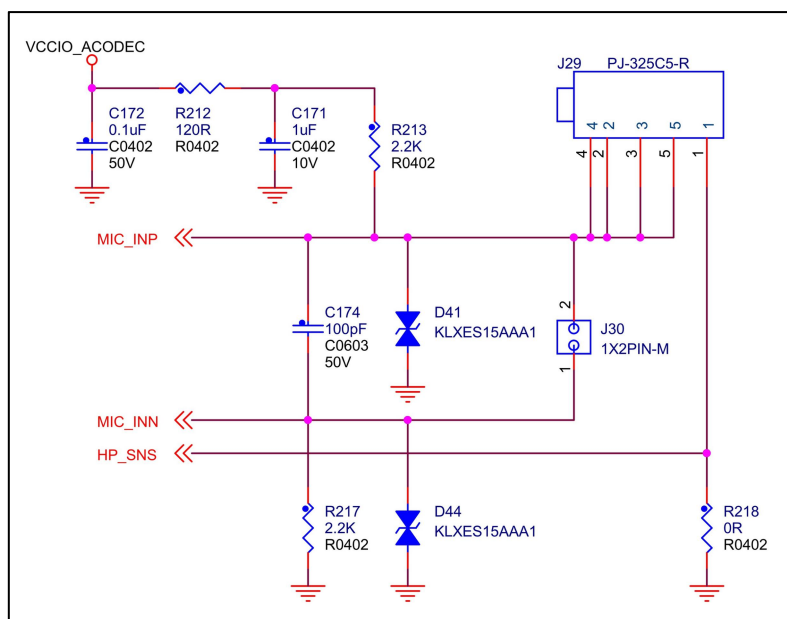 VCCIO_ACODEC
J29
PJ-325C5-R
4
2
3
5
1
4
2
3
5
1
C172
0.1uF
C0402
50V
R212
120R
R0402
C171
1uF
C0402
10V
R213
2.2K
R0402
MIC_INP
C174
100pF
C0603
50V
D41
KLXES15AAA1
2
J30
1X2PIN-M
1
MIC_INN
HP_SNS
R217
2.2K
R0402
D44
KLXES15AAA1
R218
0R
R0402